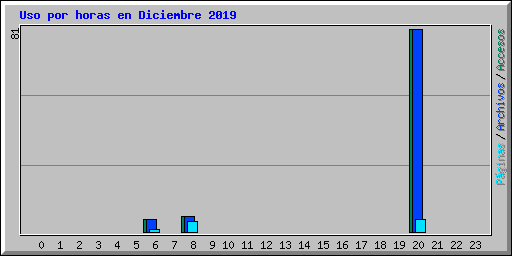 Uso por horas en Diciembre 2019
81
Páginas/Archivos/Accesos
0 1 2 3 4 5 6 7 8 9 10 11 12 13 14 15 16 17 18 19 20 21 22 23